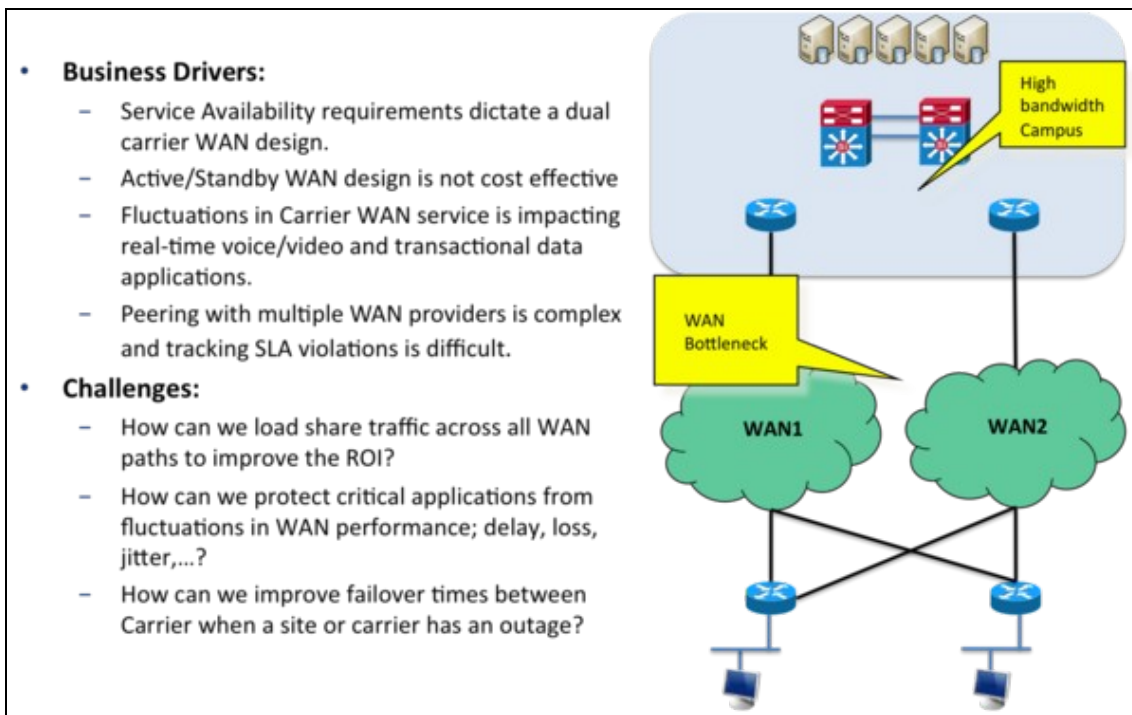 • Business Drivers:
– Service Availability requirements dictate a dual
carrier WAN design.
– Active/Standby WAN design is not cost effective
– Fluctuations in Carrier WAN service is impacting
real-time voice/video and transactional data
applications.
– Peering with multiple WAN providers is complex
and tracking SLA violations is difficult.
• Challenges:
– How can we load share traffic across all WAN
paths to improve the ROI?
– How can we protect critical applications from
fluctuations in WAN performance; delay, loss,
jitter,...?
– How can we improve failover times between
Carrier when a site or carrier has an outage?
High
bandwidth
Campus
WAN
Bottleneck
WAN1
WAN2